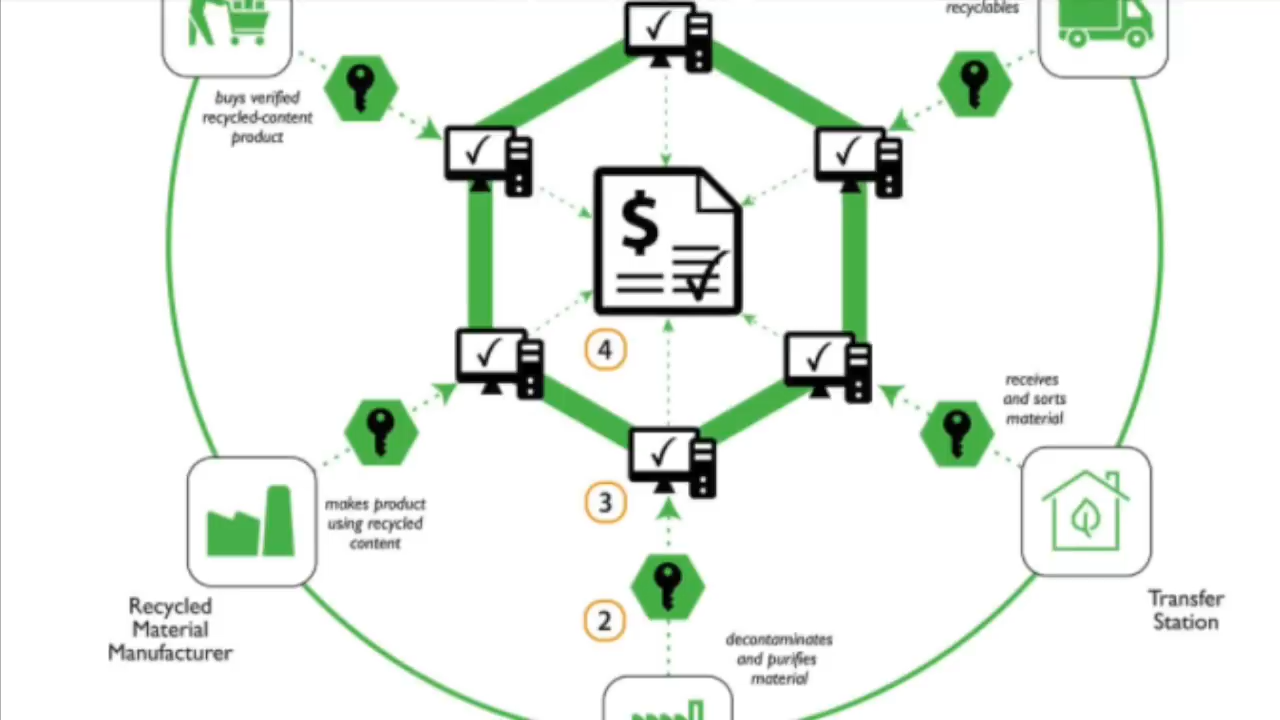 recyclables
buys verified
recycled-content
product
$
4
receives
and sorts
material
3
makes product
using recycled
content
2
Recycled
Material
Manufacturer
Transfer
Station
decontaminates
and purifies
material